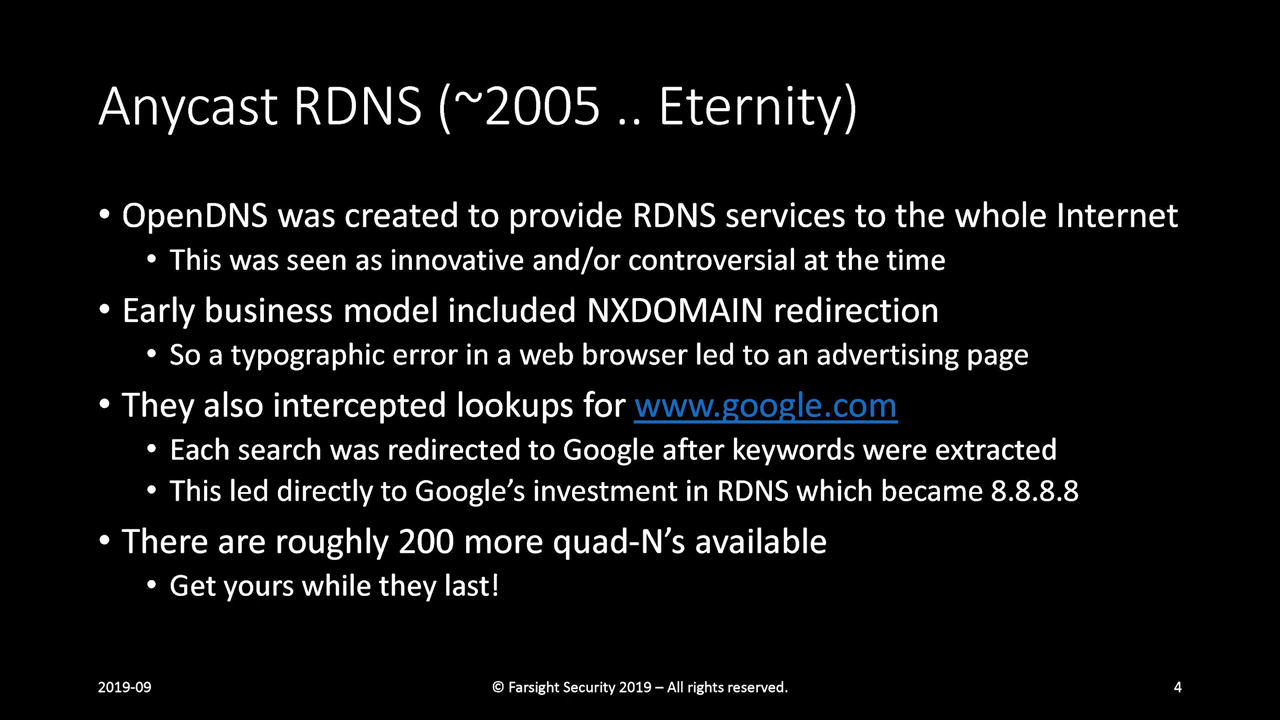 Anycast RDNS (~2005 .. Eternity)
• OpenDNS was created to provide RDNS services to the whole Internet
• This was seen as innovative and/or controversial at the time
• Early business model included NXDOMAIN redirection
• So a typographic error in a web browser led to an advertising page
• They also intercepted lookups for www.google.com
• Each search was redirected to Google after keywords were extracted
• This led directly to Google’s investment in RDNS which became 8.8.8.8
• There are roughly 200 more quad-N’s available
• Get yours while they last!
2019-09
© Farsight Security 2019 – All rights reserved.
4